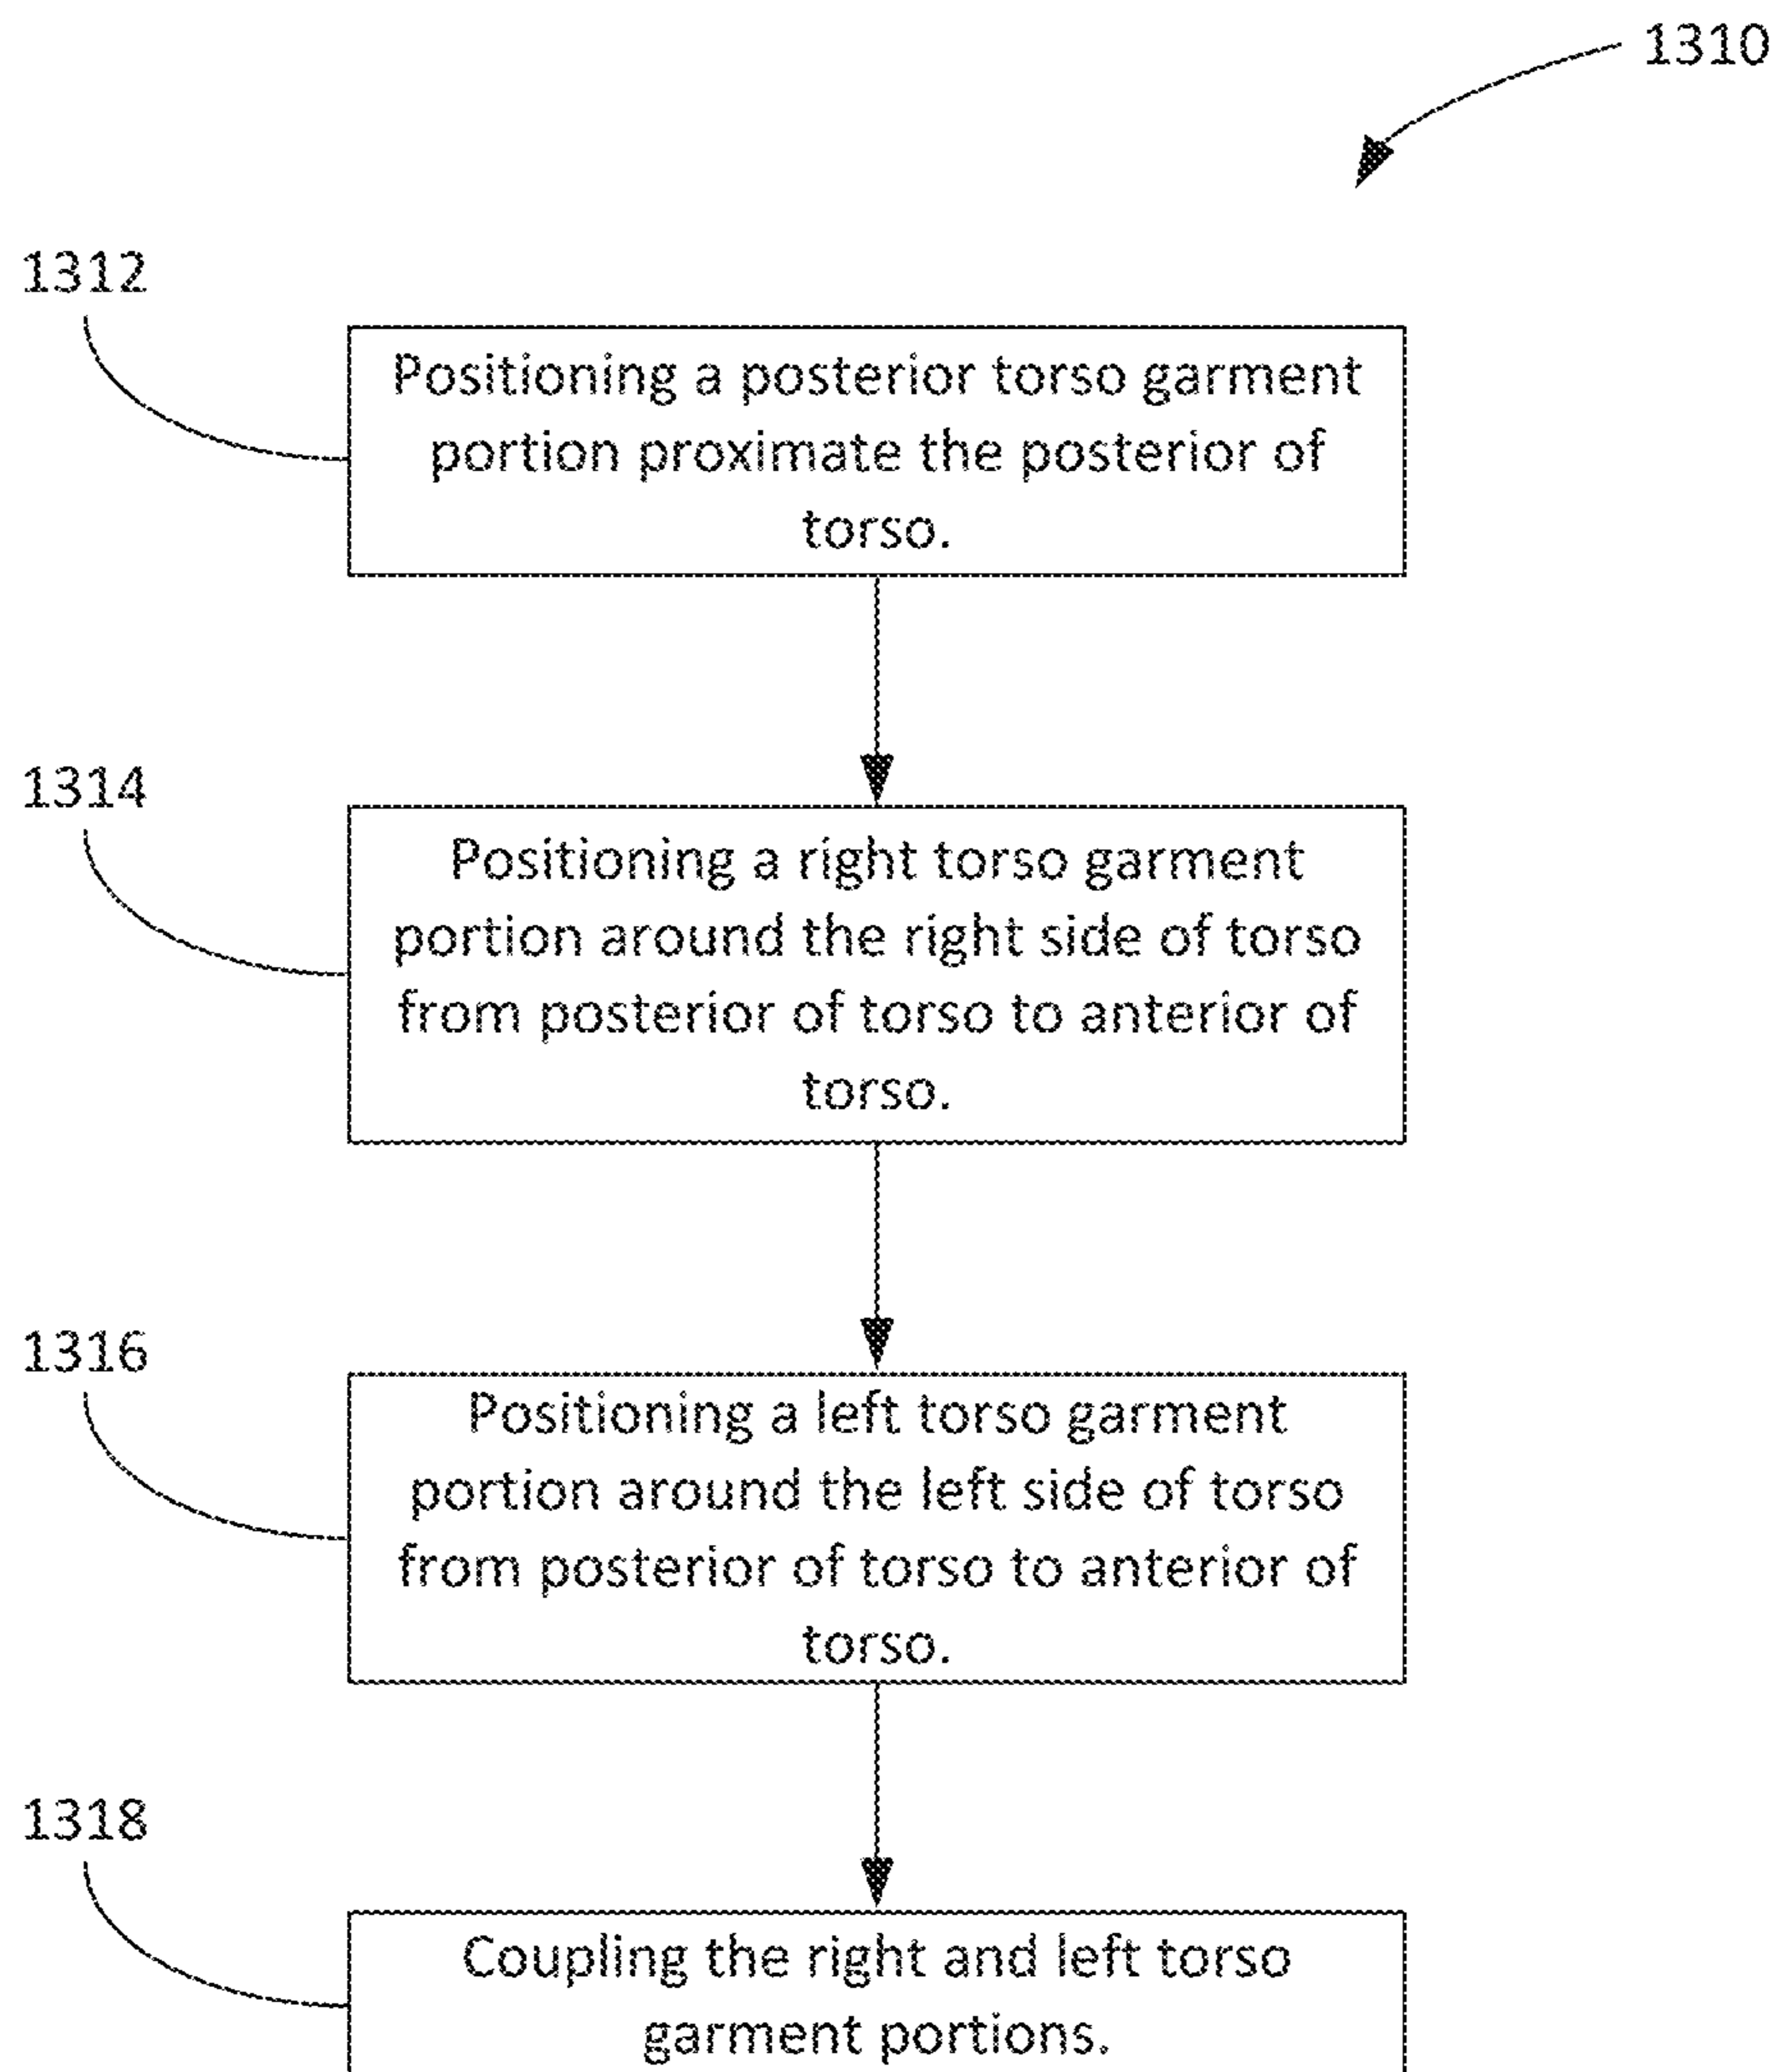 1310
1312
Positioning a posterior torso garment
portion proximate the posterior of
torso.
1314
Positioning a right torso garment
portion around the right side of torso
from posterior of torso to anterior of
torso.
1316
Positioning a left torso garment
portion around the left side of torso
from posterior of torso to anterior of
torso.
1318
Coupling the right and left torso
garment portions.